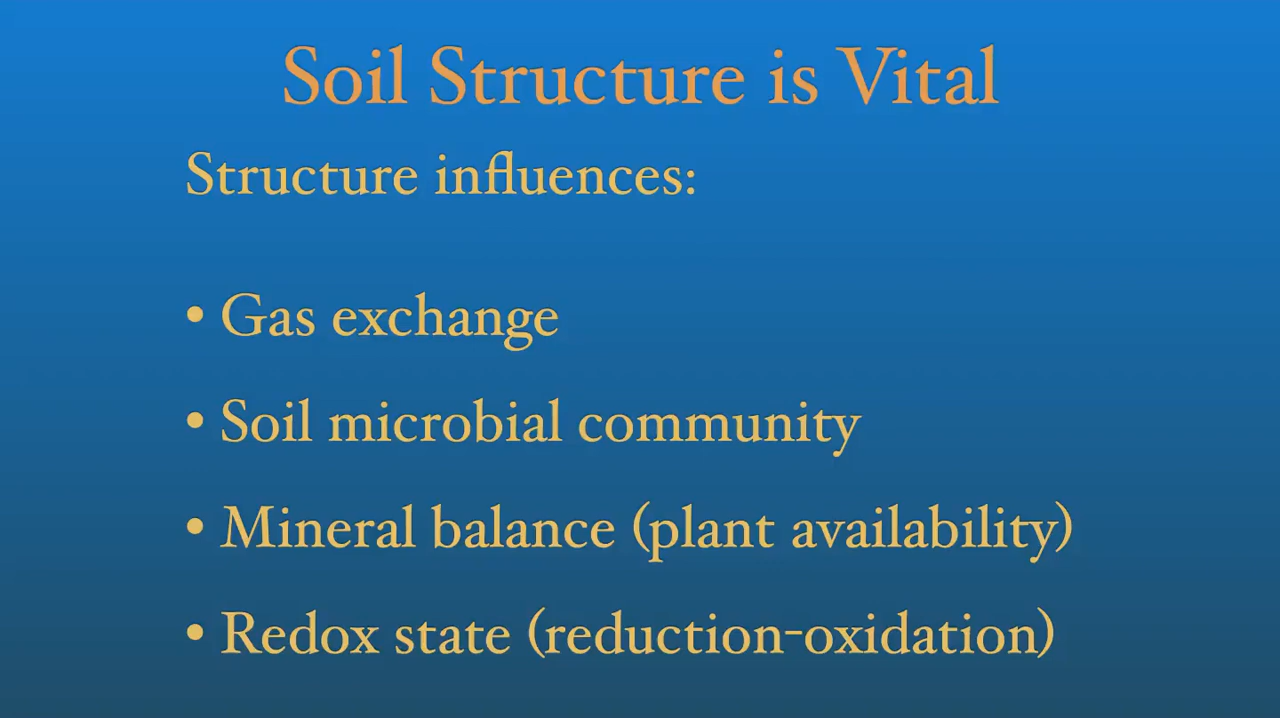 Soil Structure is Vital
Structure influences:
• Gas exchange
• Soil microbial community
• Mineral balance (plant availability)
• Redox state (reduction-oxidation)